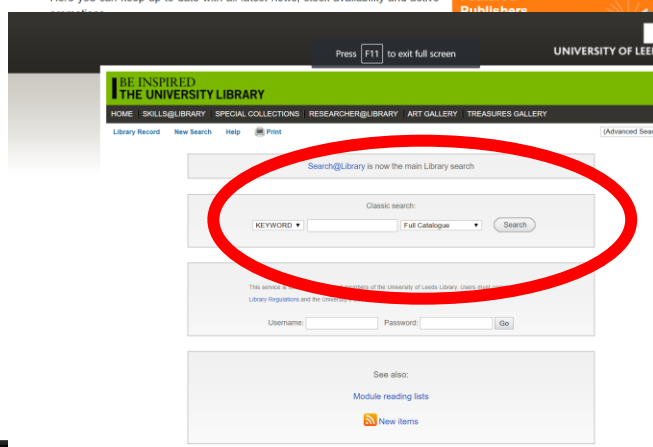 Here you can keep up to date with all latest news, stock availability and active
Publishers
Press F11 to exit full screen
UNIVERSITY OF LEE
BE INSPIRED
THE UNIVERSITY LIBRARY
HOME SKILLS@LIBRARY SPECIAL COLLECTIONS RESEARCHER@LIBRARY ART GALLERY TREASURES GALLERY
Library Record New Search Help Print (Advanced Sear
Search@Library is now the main Library search
Classic search:
KEYWORD Full Catalogue Search
This service is members of the University of Leeds Library. Users must
Library Regulations and the University's
Username: Password: Go
See also:
Module reading lists
New items